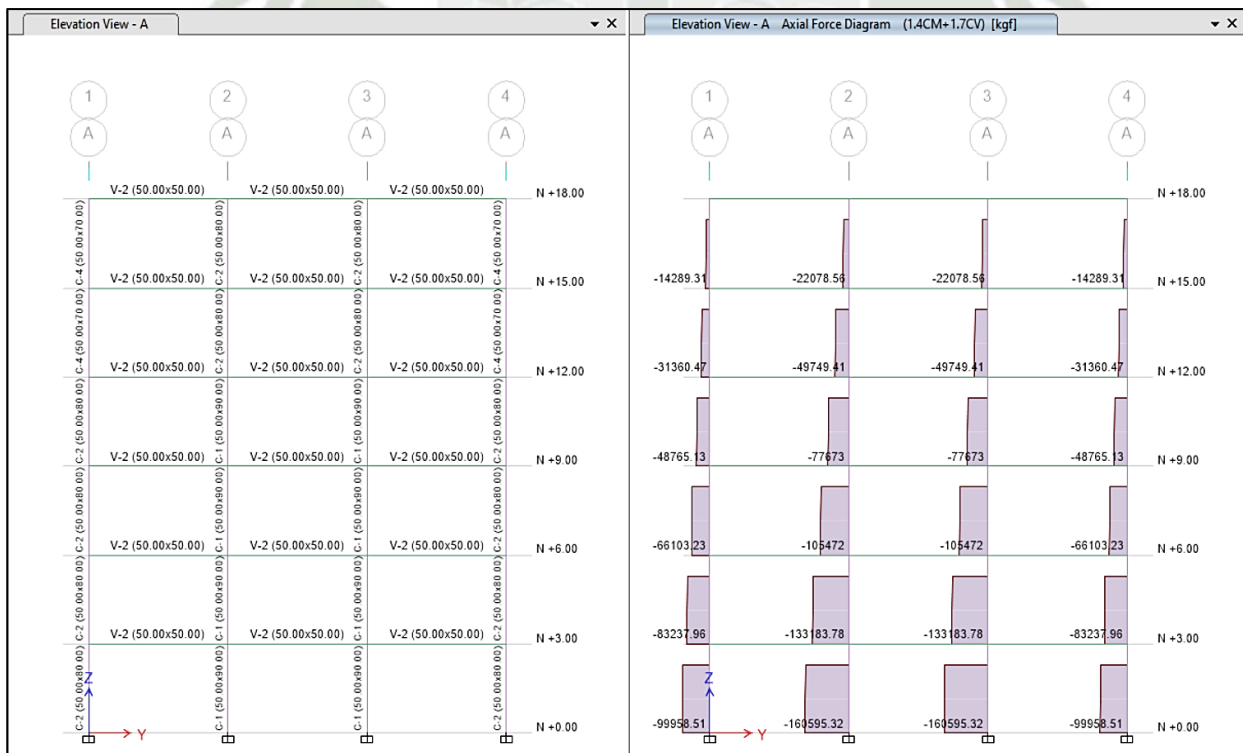 Elevation View - A
1 2 3 4
A A A A
V-2 (50.00x50.00) V-2 (50.00x50.00) V-2 (50.00x50.00) N +18.00
C-4 (50.00x70.00) C-2 (50.00x80.00) C-2 (50.00x80.00) C-4 (50.00x70.00)
V-2 (50.00x50.00) V-2 (50.00x50.00) V-2 (50.00x50.00) N +15.00
C-4 (50.00x70.00) C-2 (50.00x80.00) C-2 (50.00x80.00) C-4 (50.00x70.00)
V-2 (50.00x50.00) V-2 (50.00x50.00) V-2 (50.00x50.00) N +12.00
C-2 (50.00x80.00) C-1 (50.00x90.00) C-1 (50.00x90.00) C-2 (50.00x80.00)
V-2 (50.00x50.00) V-2 (50.00x50.00) V-2 (50.00x50.00) N +9.00
C-2 (50.00x80.00) C-1 (50.00x90.00) C-1 (50.00x90.00) C-2 (50.00x80.00)
V-2 (50.00x50.00) V-2 (50.00x50.00) V-2 (50.00x50.00) N +6.00
C-2 (50.00x80.00) C-1 (50.00x90.00) C-1 (50.00x90.00) C-2 (50.00x80.00)
V-2 (50.00x50.00) V-2 (50.00x50.00) V-2 (50.00x50.00) N +3.00
C-2 (50.00x80.00) C-1 (50.00x90.00) C-1 (50.00x90.00) C-2 (50.00x80.00)
Z
Y
N +0.00
Elevation View - A Axial Force Diagram (1.4CM+1.7CV) [kgf]
1 2 3 4
A A A A
N +18.00
-14289.31 -22078.56 -22078.56 -14289.31 N +15.00
-31360.47 -49749.41 -49749.41 -31360.47 N +12.00
-48765.13 -77673 -77673 -48765.13 N +9.00
-66103.23 -105472 -105472 -66103.23 N +6.00
-83237.96 -133183.78 -133183.78 -83237.96 N +3.00
Z
-99958.51 -160595.32 -160595.32 -99958.51 N +0.00
Y